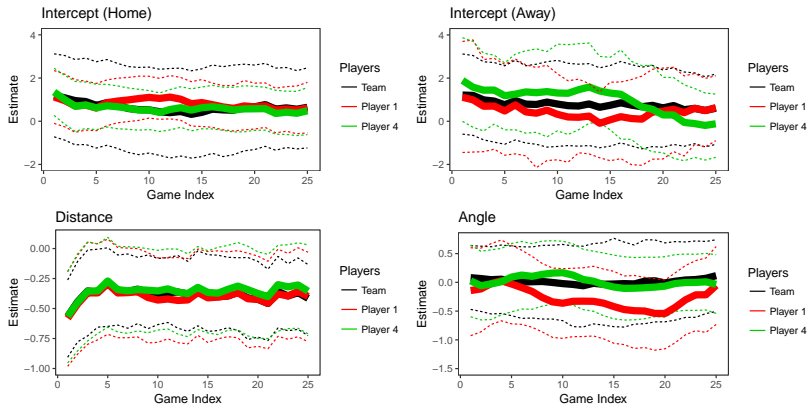 Intercept (Home)
Estimate
4
2
0
−2
0
5
10
15
20
25
Game Index
Players
Team
Player 1
Player 4
Intercept (Away)
Estimate
4
2
0
−2
0
5
10
15
20
25
Game Index
Players
Team
Player 1
Player 4
Distance
Estimate
0.00
−0.25
−0.50
−0.75
−1.00
0
5
10
15
20
25
Game Index
Players
Team
Player 1
Player 4
Angle
Estimate
0.5
0.0
−0.5
−1.0
−1.5
0
5
10
15
20
25
Game Index
Players
Team
Player 1
Player 4